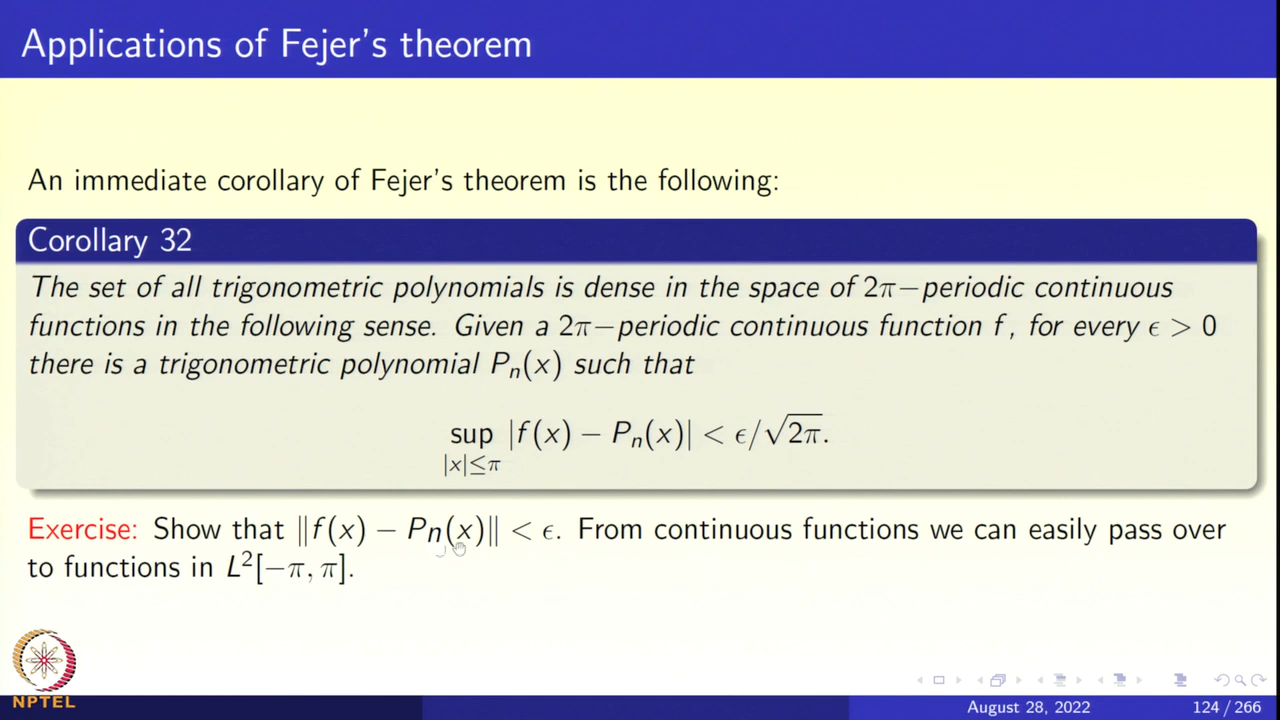 Applications of Fejer's theorem
An immediate corollary of Fejer's theorem is the following:
Corollary 32
The set of all trigonometric polynomials is dense in the space of 2π−periodic continuous
functions in the following sense. Given a 2π−periodic continuous function f, for every ϵ > 0
there is a trigonometric polynomial Pₙ(x) such that
sup |f(x) − Pₙ(x)| < ϵ/√2π.
|x|≤π
Exercise: Show that ‖f(x) − Pn(x)‖ < ϵ. From continuous functions we can easily pass over
to functions in L²[−π, π].
NPTEL
August 28, 2022
124 / 266